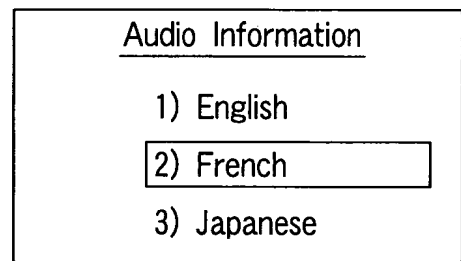 Audio Information
1) English
2) French
3) Japanese